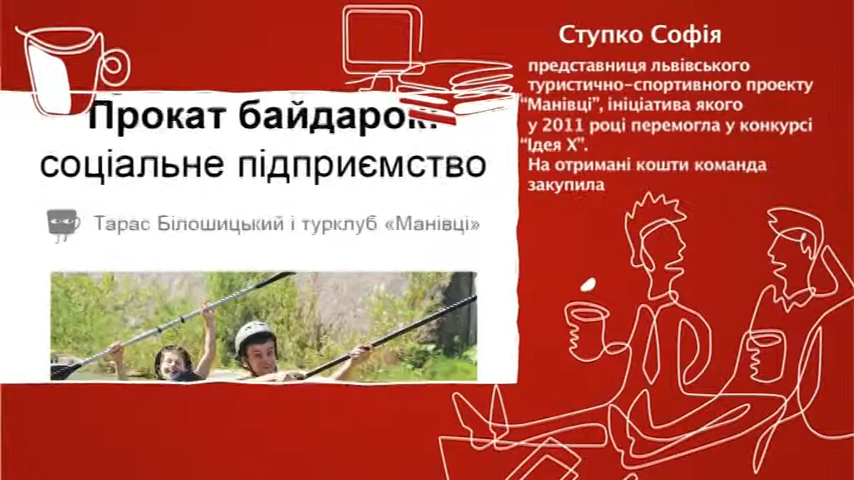 Прокат байдарок:
соціальне підприємство
Тарас Білошицький і турклуб «Манівці»
Ступко Софія
представниця львівського
туристично-спортивного проекту
“Манівці”, ініціатива якого
у 2011 році перемогла у конкурсі
“Ідея Х”.
На отримані кошти команда
закупила